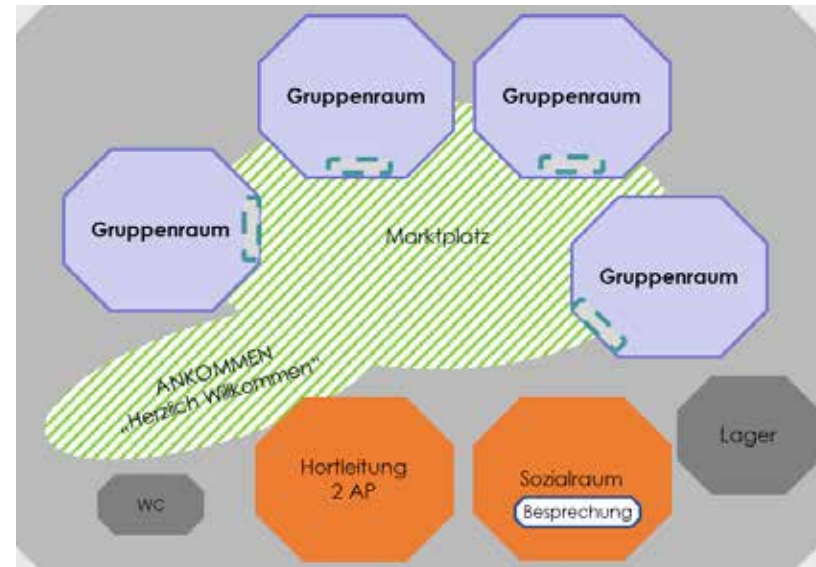 Gruppenraum
Gruppenraum
Gruppenraum
Marktplatz
Gruppenraum
ANKOMMEN
„Herzlich Willkommen“
Hortleitung
2 AP
Sozialraum
Besprechung
Lager
WC